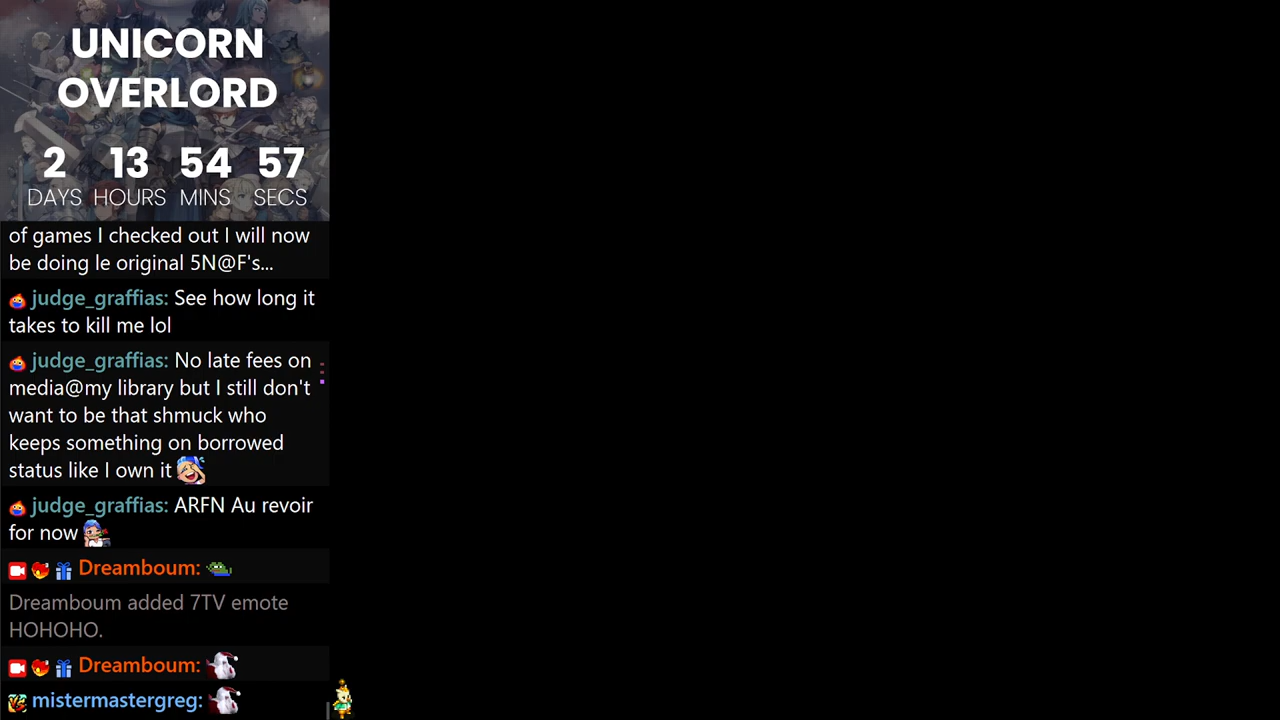 UNICORN
OVERLORD
2 13 54 57
DAYS HOURS MINS SECS
of games I checked out I will now
be doing le original 5N@F's...
judge_graffias: See how long it
takes to kill me lol
judge_graffias: No late fees on
media@my library but I still don't
want to be that shmuck who
keeps something on borrowed
status like I own it
judge_graffias: ARFN Au revoir
for now
Dreamboum:
Dreamboum added 7TV emote
HOHOHO.
Dreamboum:
mistermastergreg: